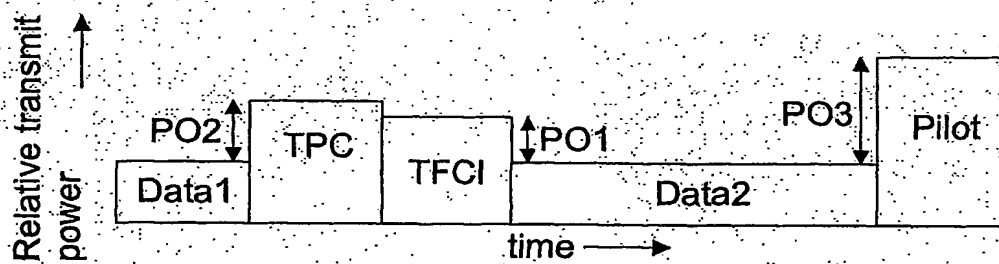 Relative transmit
power
PO2
Data1
TPC
TFCI
PO1
Data2
PO3
Pilot
time